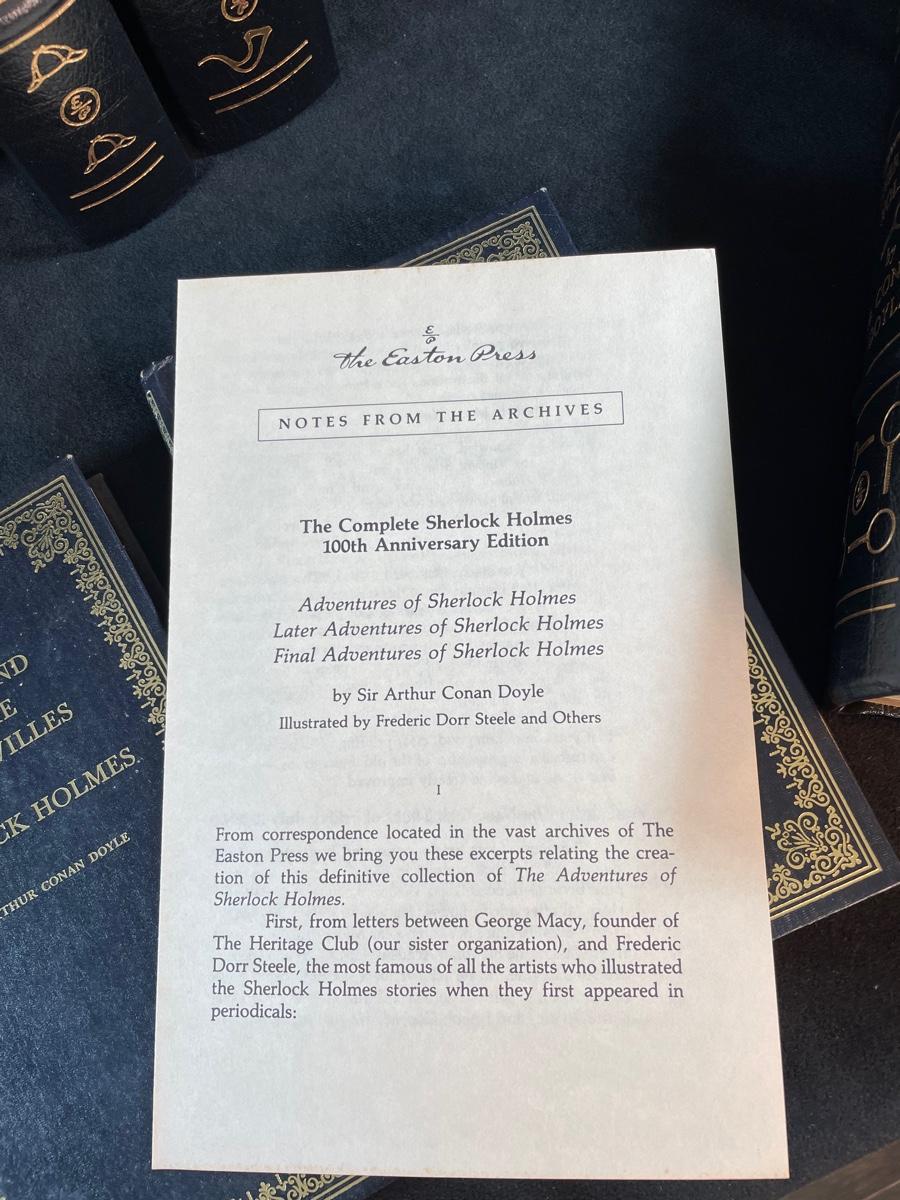 The Easton Press
NOTES FROM THE ARCHIVES
The Complete Sherlock Holmes
100th Anniversary Edition
Adventures of Sherlock Holmes
Later Adventures of Sherlock Holmes
Final Adventures of Sherlock Holmes
by Sir Arthur Conan Doyle
Illustrated by Frederic Dorr Steele and Others
I
From correspondence located in the vast archives of The
Easton Press we bring you these excerpts relating the crea-
tion of this definitive collection of The Adventures of
Sherlock Holmes.
First, from letters between George Macy, founder of
The Heritage Club (our sister organization), and Frederic
Dorr Steele, the most famous of all the artists who illustrated
the Sherlock Holmes stories when they first appeared in
periodicals:
ND
E
VILLES
CK HOLMES
THUR CONAN DOYLE